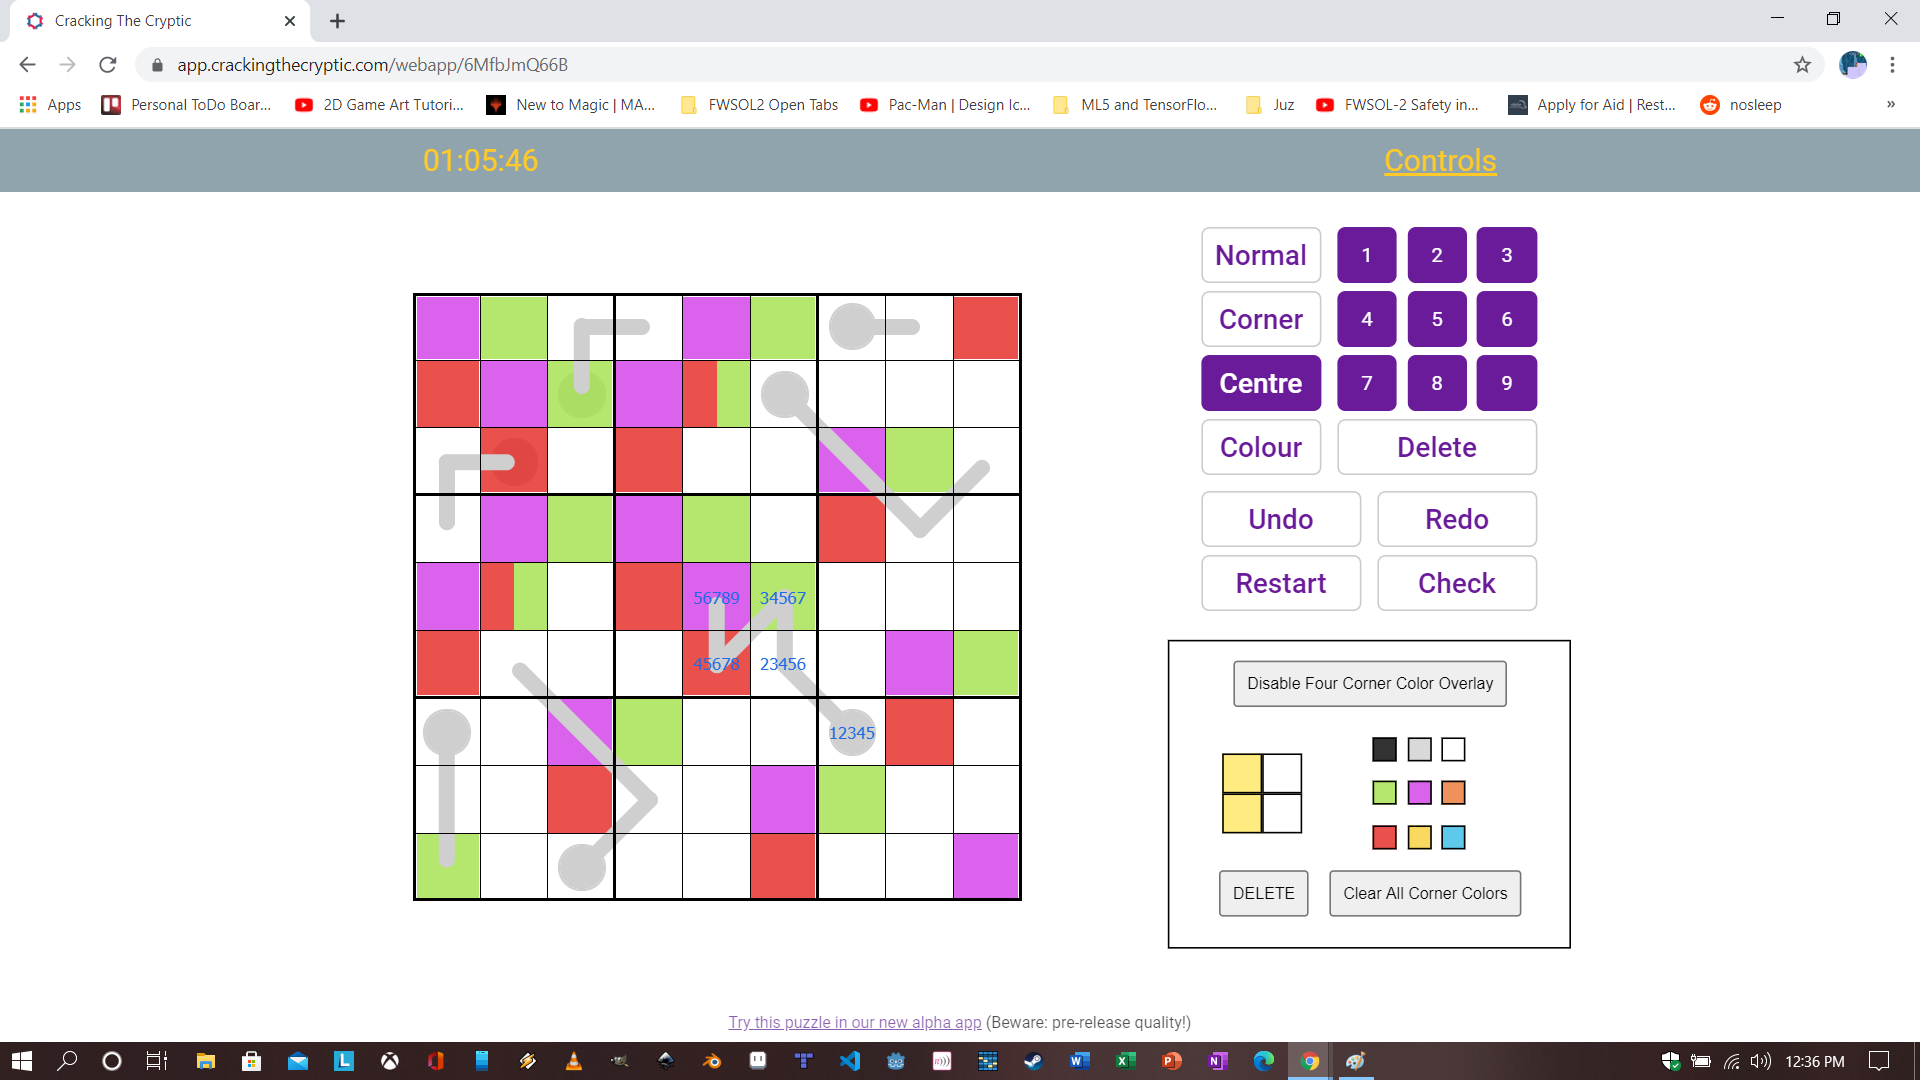 Cracking The Cryptic
app.crackingthecryptic.com/webapp/6MfbJmQ66B
Apps Personal ToDo Boar... 2D Game Art Tutori... New to Magic | MA... FWSOL2 Open Tabs Pac-Man | Design Ic... ML5 and TensorFlo... Juz FWSOL-2 Safety in... Apply for Aid | Rest... nosleep »
01:05:46 Controls
Normal 1 2 3
Corner 4 5 6
Centre 7 8 9
Colour Delete
Undo Redo
Restart Check
56789 34567
45678 23456
12345
Disable Four Corner Color Overlay
DELETE Clear All Corner Colors
Try this puzzle in our new alpha app (Beware: pre-release quality!)
12:36 PM